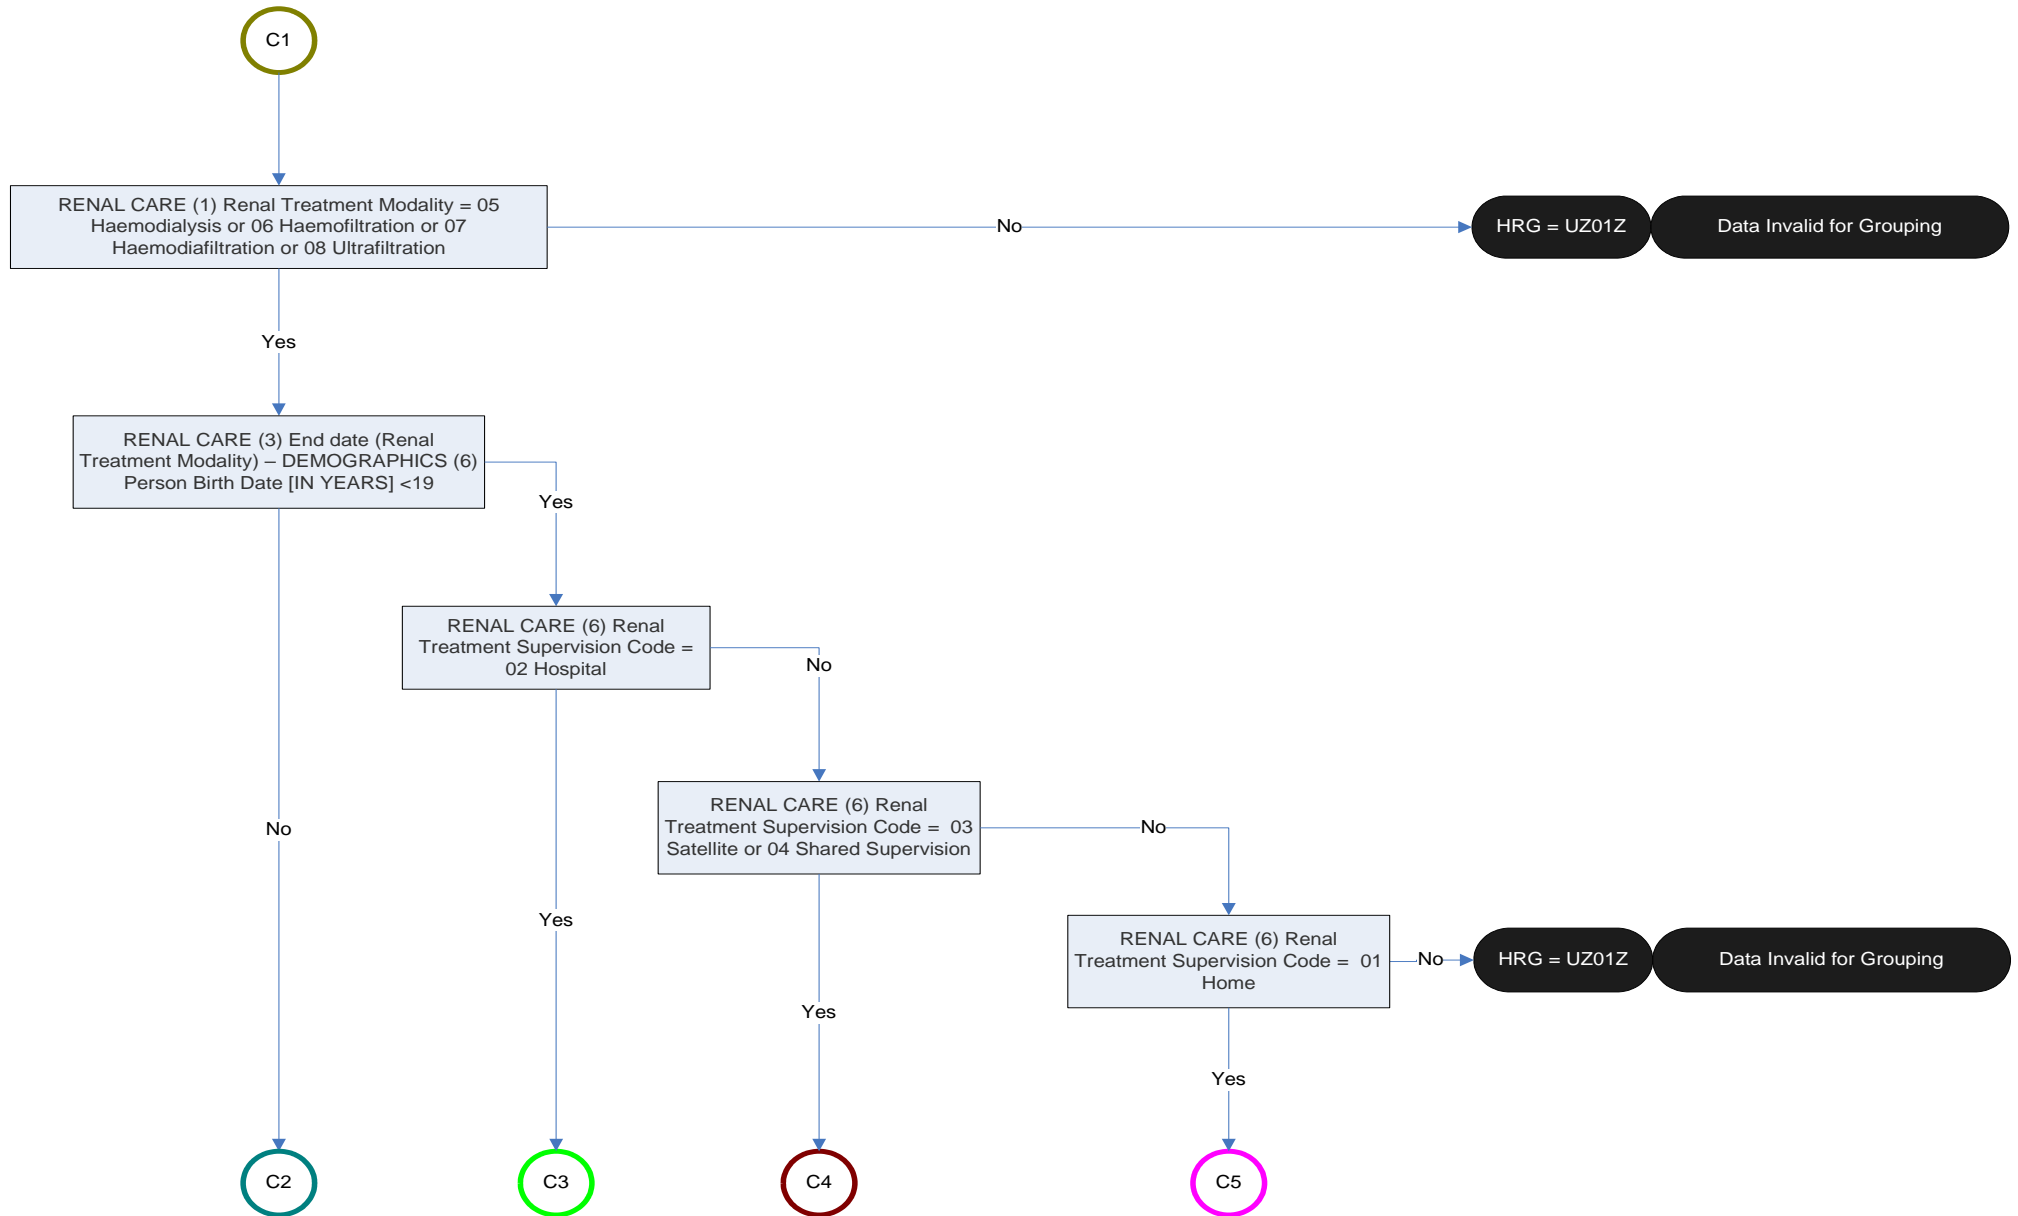 C1
RENAL CARE (1) Renal Treatment Modality = 05
Haemodialysis or 06 Haemofiltration or 07
Haemodiafiltration or 08 Ultrafiltration
No
HRG = UZ01Z
Data Invalid for Grouping
Yes
RENAL CARE (3) End date (Renal
Treatment Modality) – DEMOGRAPHICS (6)
Person Birth Date [IN YEARS] <19
Yes
RENAL CARE (6) Renal
Treatment Supervision Code =
02 Hospital
No
RENAL CARE (6) Renal
Treatment Supervision Code =  03
Satellite or 04 Shared Supervision
No
No
Yes
RENAL CARE (6) Renal
Treatment Supervision Code =  01
Home
No
HRG = UZ01Z
Data Invalid for Grouping
Yes
Yes
C2
C3
C4
C5